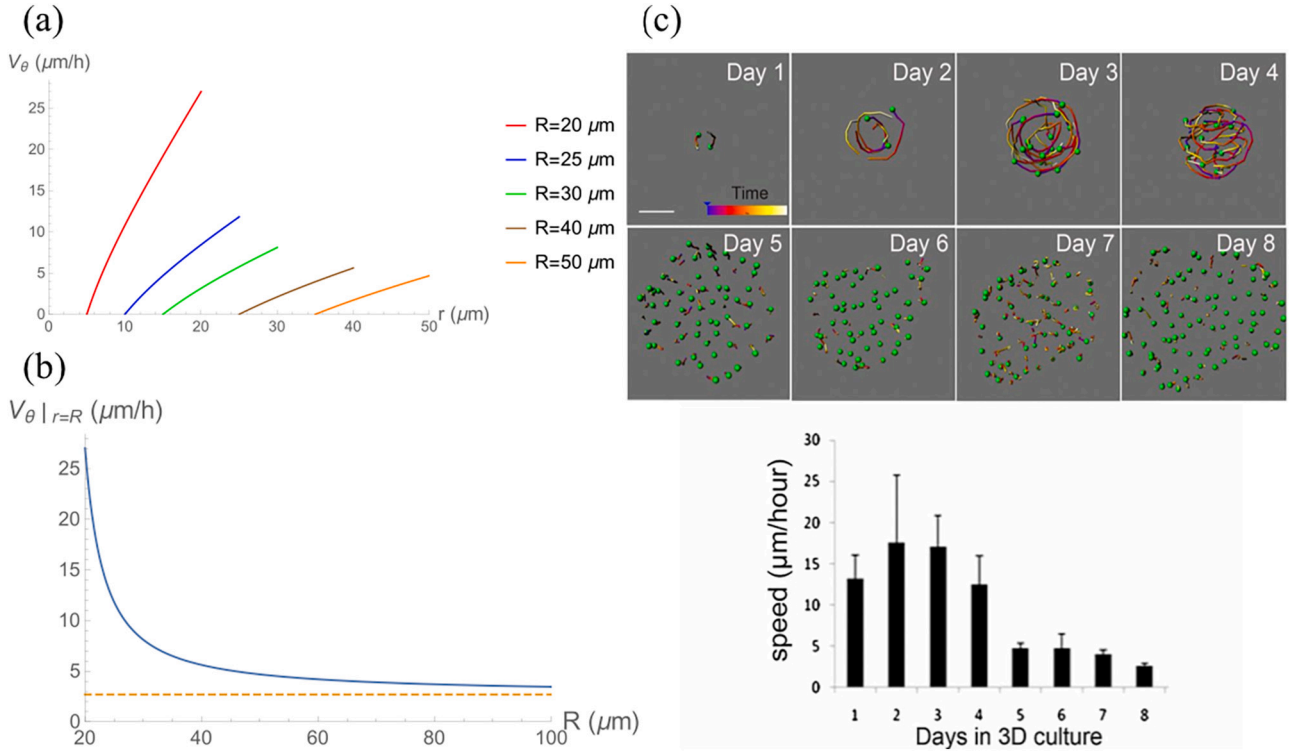 (a)
Vθ (μm/h)
25
20
15
10
5
0
0 10 20 30 40 50 r (μm)
R=20 μm
R=25 μm
R=30 μm
R=40 μm
R=50 μm
(b)
Vθ | r=R (μm/h)
25
20
15
10
5
0
20 40 60 80 100 R (μm)
(c)
Day 1 Day 2 Day 3 Day 4
Time
Day 5 Day 6 Day 7 Day 8
speed (μm/hour)
30
25
20
15
10
5
0
1 2 3 4 5 6 7 8
Days in 3D culture